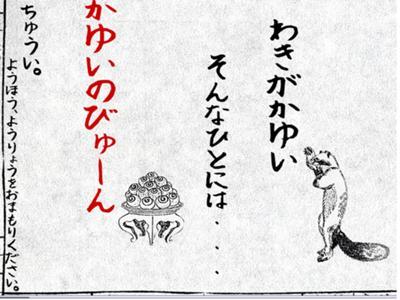 わきがかゆい
そんなひとには・・・・
かゆいのびゅーん
ちゅうい。
ようほう、ようりょうをおまもりください。